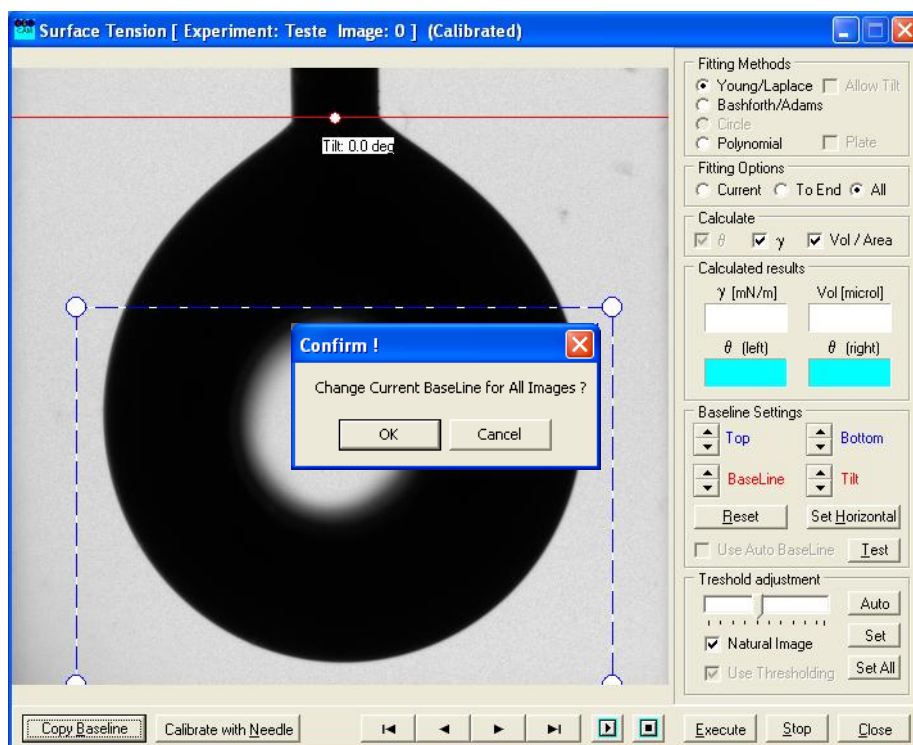 Surface Tension [ Experiment: Teste Image: 0 ] (Calibrated)
Tilt: 0.0 deg
Confirm !
Change Current BaseLine for All Images ?
OK
Cancel
Fitting Methods
Young/Laplace
Allow Tilt
Bashforth/Adams
Circle
Polynomial
Plate
Fitting Options
Current
To End
All
Calculate
θ
γ
Vol / Area
Calculated results
γ [mN/m]
Vol [microl]
θ (left)
θ (right)
Baseline Settings
Top
Bottom
BaseLine
Tilt
Reset
Set Horizontal
Use Auto BaseLine
Test
Treshold adjustment
Auto
Natural Image
Set
Use Thresholding
Set All
Copy Baseline
Calibrate with Needle
Execute
Stop
Close